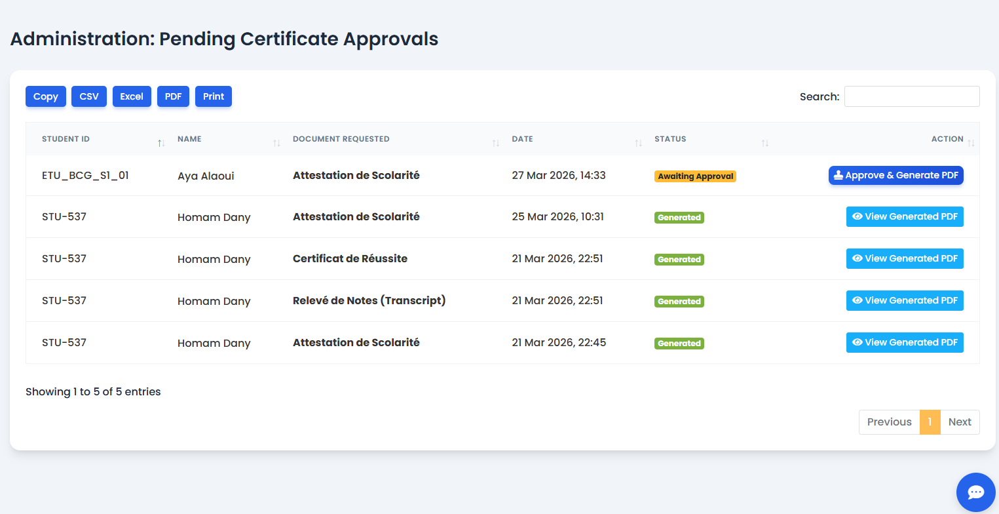 Administration: Pending Certificate Approvals
Copy CSV Excel PDF Print Search:
STUDENT ID NAME DOCUMENT REQUESTED DATE STATUS ACTION
ETU_BCG_S1_01 Aya Alaoui Attestation de Scolarité 27 Mar 2026, 14:33 Awaiting Approval Approve & Generate PDF
STU-537 Homam Dany Attestation de Scolarité 25 Mar 2026, 10:31 Generated View Generated PDF
STU-537 Homam Dany Certificat de Réussite 21 Mar 2026, 22:51 Generated View Generated PDF
STU-537 Homam Dany Relevé de Notes (Transcript) 21 Mar 2026, 22:51 Generated View Generated PDF
STU-537 Homam Dany Attestation de Scolarité 21 Mar 2026, 22:45 Generated View Generated PDF
Showing 1 to 5 of 5 entries
Previous 1 Next